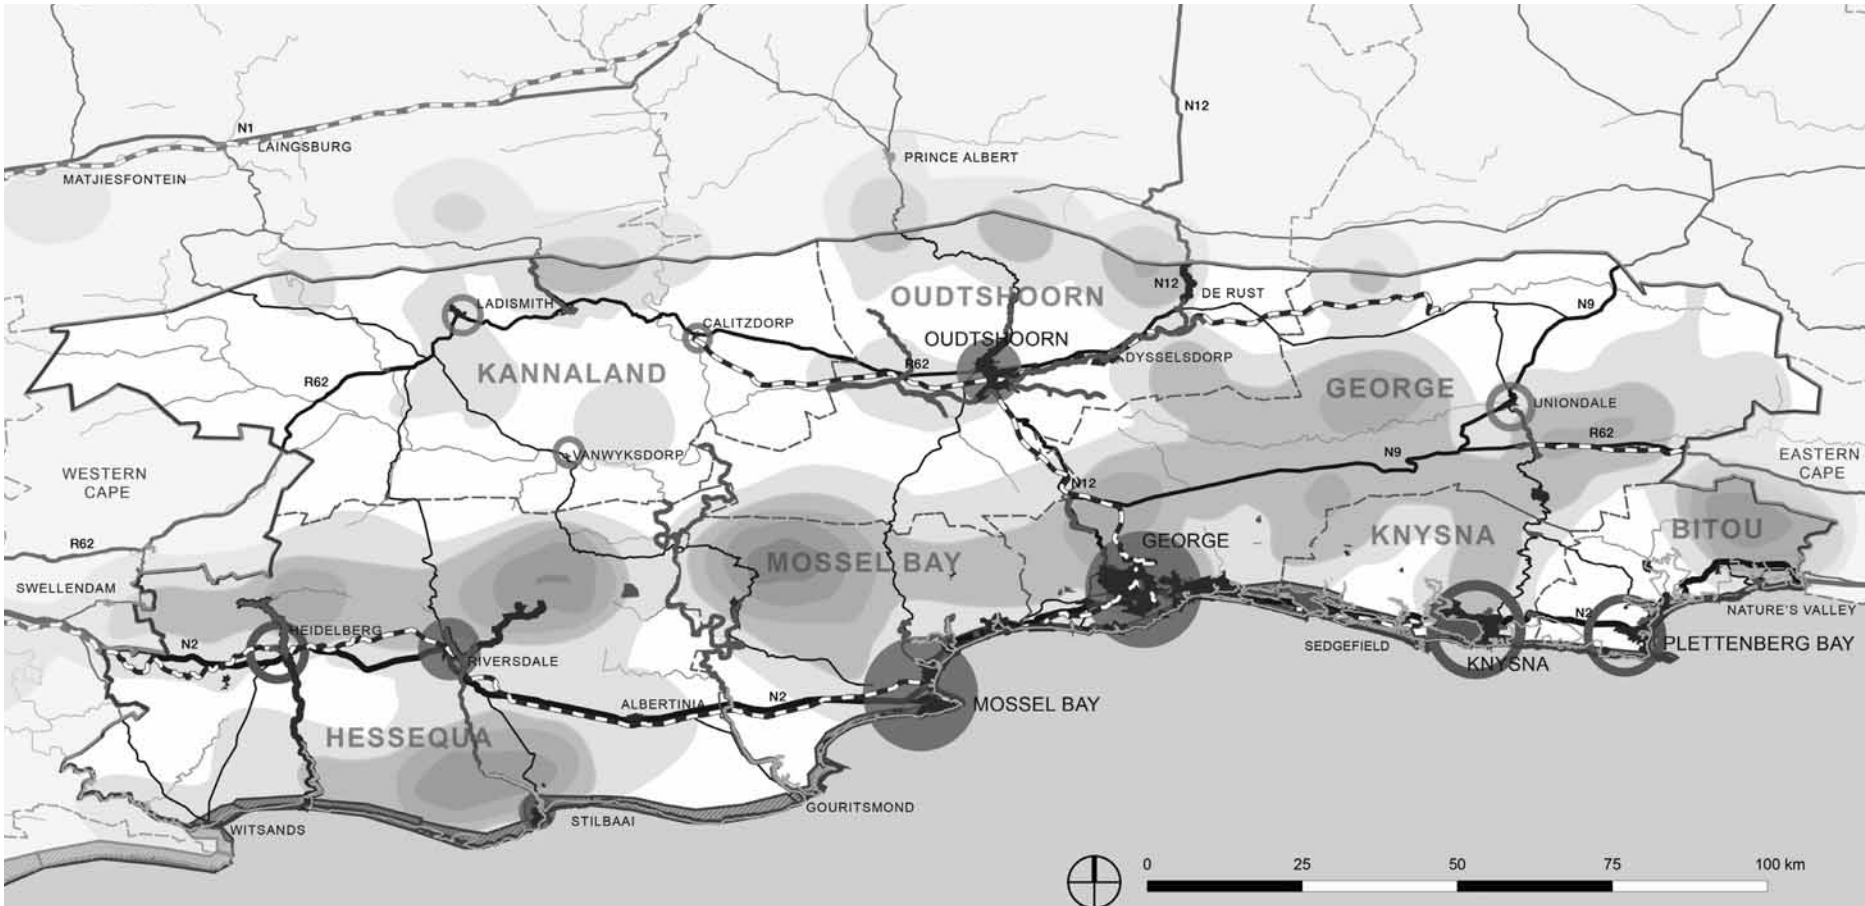 N12
N1
LAINGSBURG
PRINCE ALBERT
MATJIESFONTEIN
N12
OUDTSHOORN
DE RUST
LADISMITH
N9
CALITZDORP
OUDTSHOORN
DYSSELSDORP
R62
KANNALAND
R62
GEORGE
UNIONDALE
R62
VANWYKSDORP
N9
EASTERN
CAPE
WESTERN
CAPE
N12
KNYSNA
BITOU
R62
GEORGE
MOSSEL BAY
SWELLENDAM
NATURE'S VALLEY
N2
HEIDELBERG
N2
SEDGEFIELD
PLETTENBERG BAY
RIVERSDALE
KNYSNA
N2
ALBERTINIA
MOSSEL BAY
HESSEQUA
GOURITSMOND
STILBAAI
WITSANDS
0 25 50 75 100 km